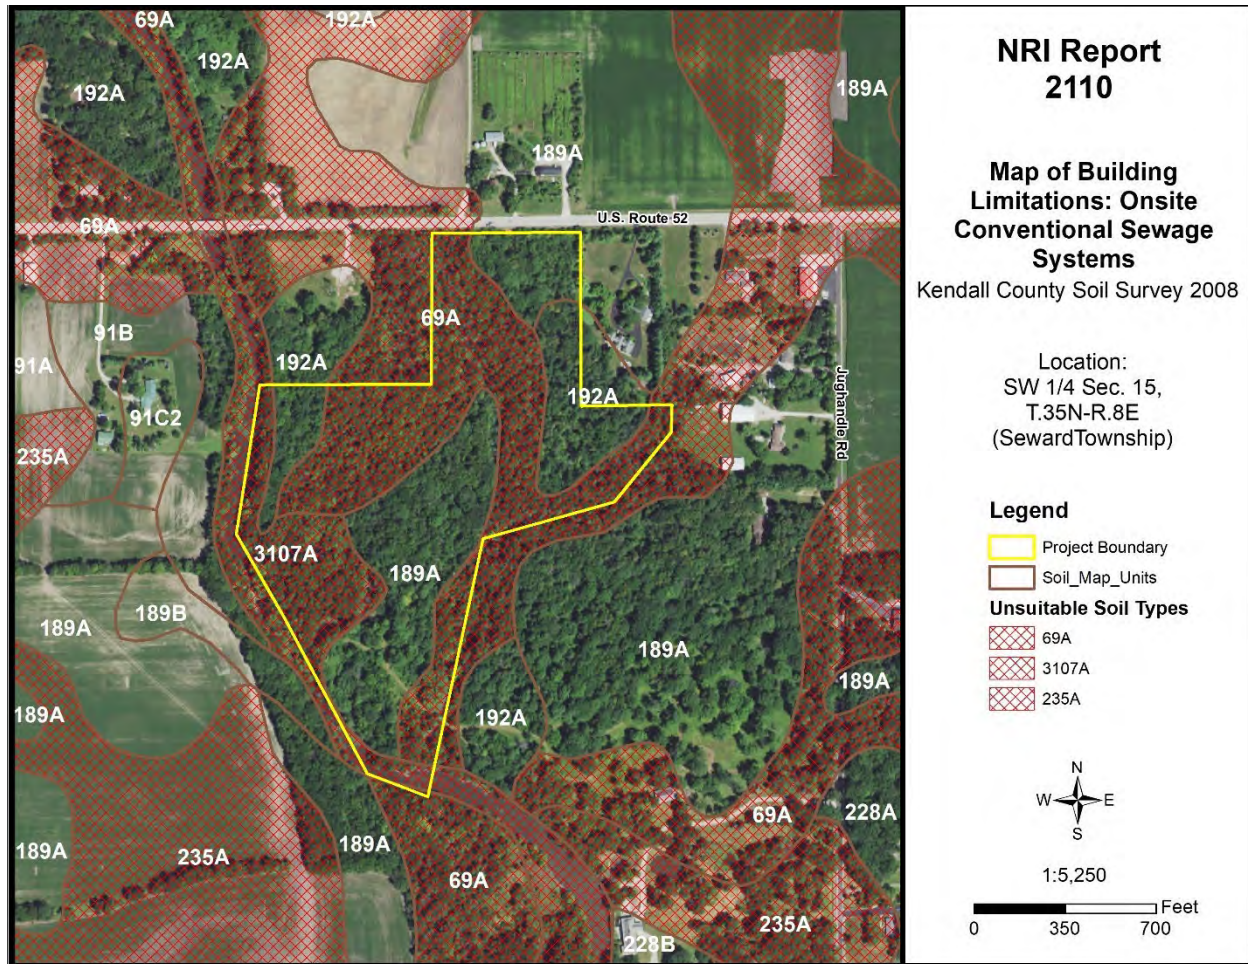 69A
192A
192A
192A
189A
189A
U.S. Route 52
69A
91B
69A
91A
192A
192A
91C2
Jughandle Rd
235A
3107A
189A
189B
189A
189A
189A
189A
192A
228A
69A
189A
189A
235A
69A
235A
228B
NRI Report
2110
Map of Building
Limitations: Onsite
Conventional Sewage
Systems
Kendall County Soil Survey 2008
Location:
SW 1/4 Sec. 15,
T.35N-R.8E
(SewardTownship)
Legend
Project Boundary
Soil_Map_Units
Unsuitable Soil Types
69A
3107A
235A
N
W E
S
1:5,250
Feet
0 350 700